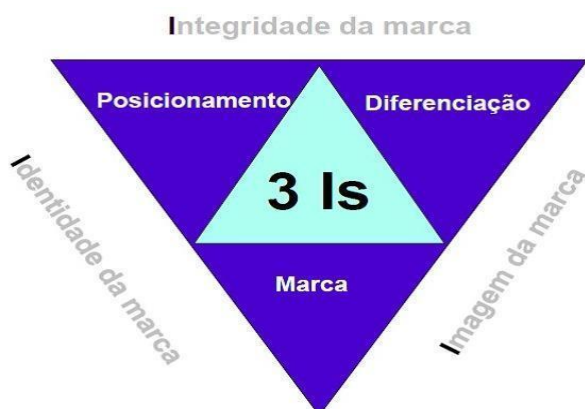 Integridade da marca
Posicionamento
Diferenciação
Identidade da marca
3 Is
Imagem da marca
Marca